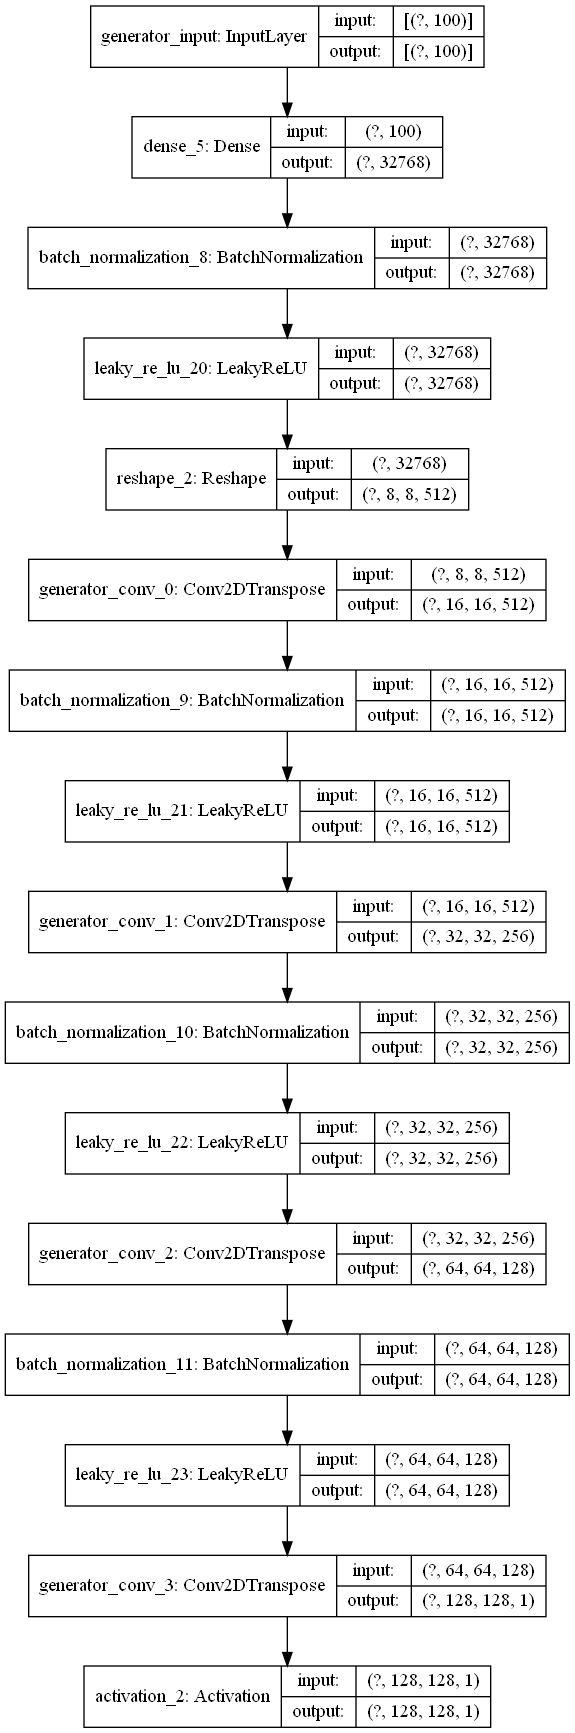 generator_input: InputLayer
input: [(?, 100)]
output: [(?, 100)]
dense_5: Dense
input: (?, 100)
output: (?, 32768)
batch_normalization_8: BatchNormalization
input: (?, 32768)
output: (?, 32768)
leaky_re_lu_20: LeakyReLU
input: (?, 32768)
output: (?, 32768)
reshape_2: Reshape
input: (?, 32768)
output: (?, 8, 8, 512)
generator_conv_0: Conv2DTranspose
input: (?, 8, 8, 512)
output: (?, 16, 16, 512)
batch_normalization_9: BatchNormalization
input: (?, 16, 16, 512)
output: (?, 16, 16, 512)
leaky_re_lu_21: LeakyReLU
input: (?, 16, 16, 512)
output: (?, 16, 16, 512)
generator_conv_1: Conv2DTranspose
input: (?, 16, 16, 512)
output: (?, 32, 32, 256)
batch_normalization_10: BatchNormalization
input: (?, 32, 32, 256)
output: (?, 32, 32, 256)
leaky_re_lu_22: LeakyReLU
input: (?, 32, 32, 256)
output: (?, 32, 32, 256)
generator_conv_2: Conv2DTranspose
input: (?, 32, 32, 256)
output: (?, 64, 64, 128)
batch_normalization_11: BatchNormalization
input: (?, 64, 64, 128)
output: (?, 64, 64, 128)
leaky_re_lu_23: LeakyReLU
input: (?, 64, 64, 128)
output: (?, 64, 64, 128)
generator_conv_3: Conv2DTranspose
input: (?, 64, 64, 128)
output: (?, 128, 128, 1)
activation_2: Activation
input: (?, 128, 128, 1)
output: (?, 128, 128, 1)